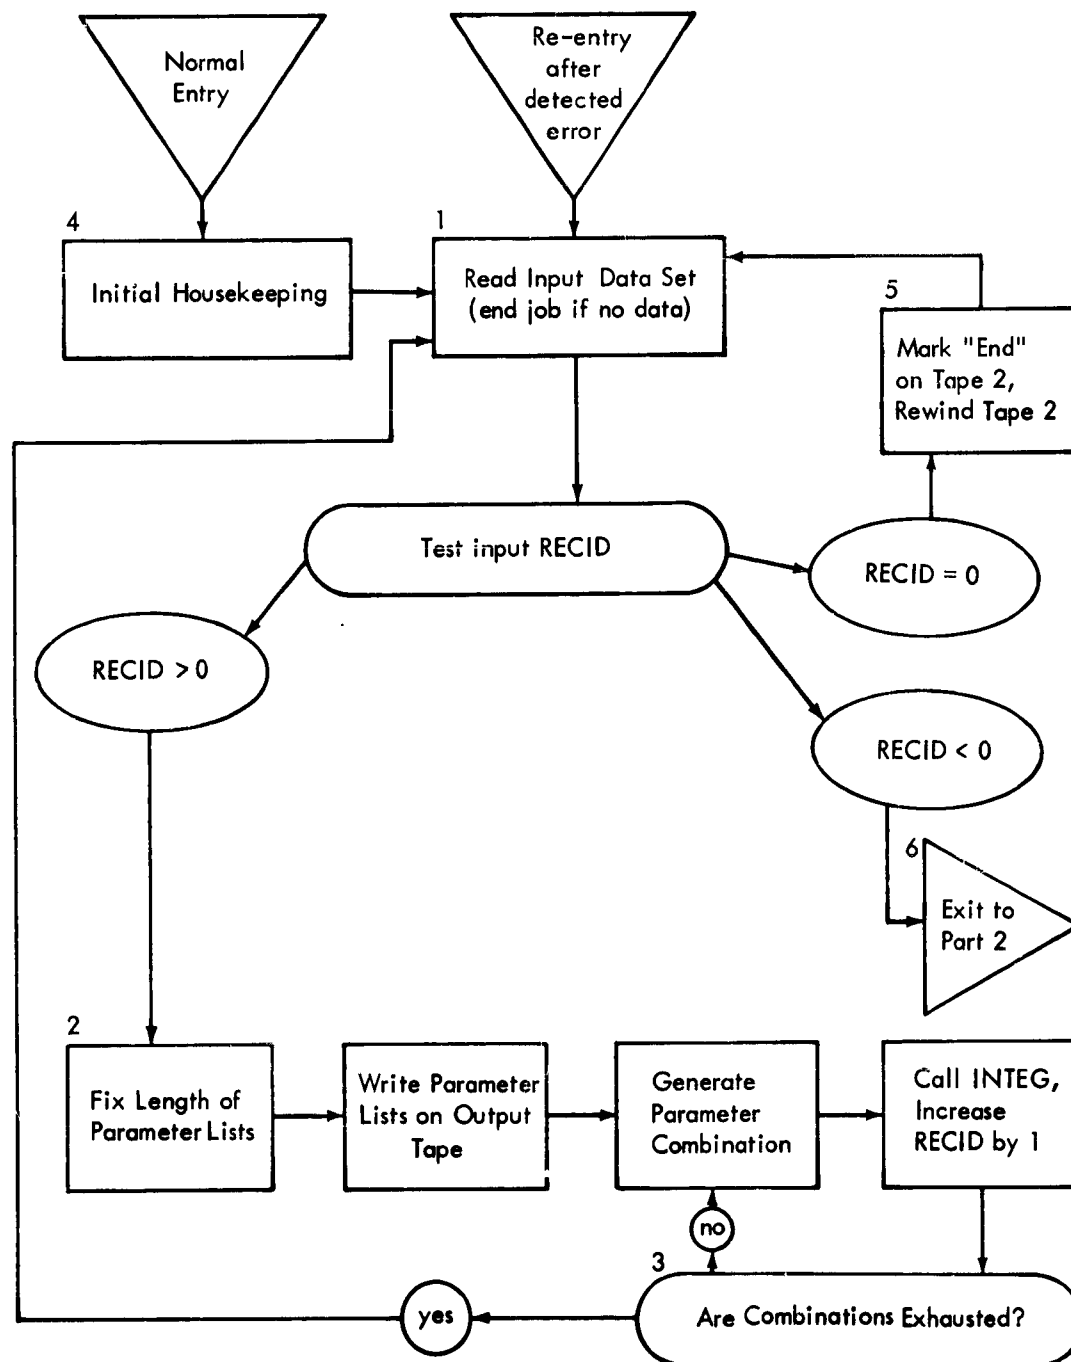 Normal
Entry
Re-entry
after
detected
error
4
Initial Housekeeping
1
Read Input Data Set
(end job if no data)
5
Mark "End"
on Tape 2,
Rewind Tape 2
Test input RECID
RECID = 0
RECID > 0
RECID < 0
6
Exit to
Part 2
2
Fix Length of
Parameter Lists
Write Parameter
Lists on Output
Tape
Generate
Parameter
Combination
Call INTEG,
Increase
RECID by 1
no
3
Are Combinations Exhausted?
yes